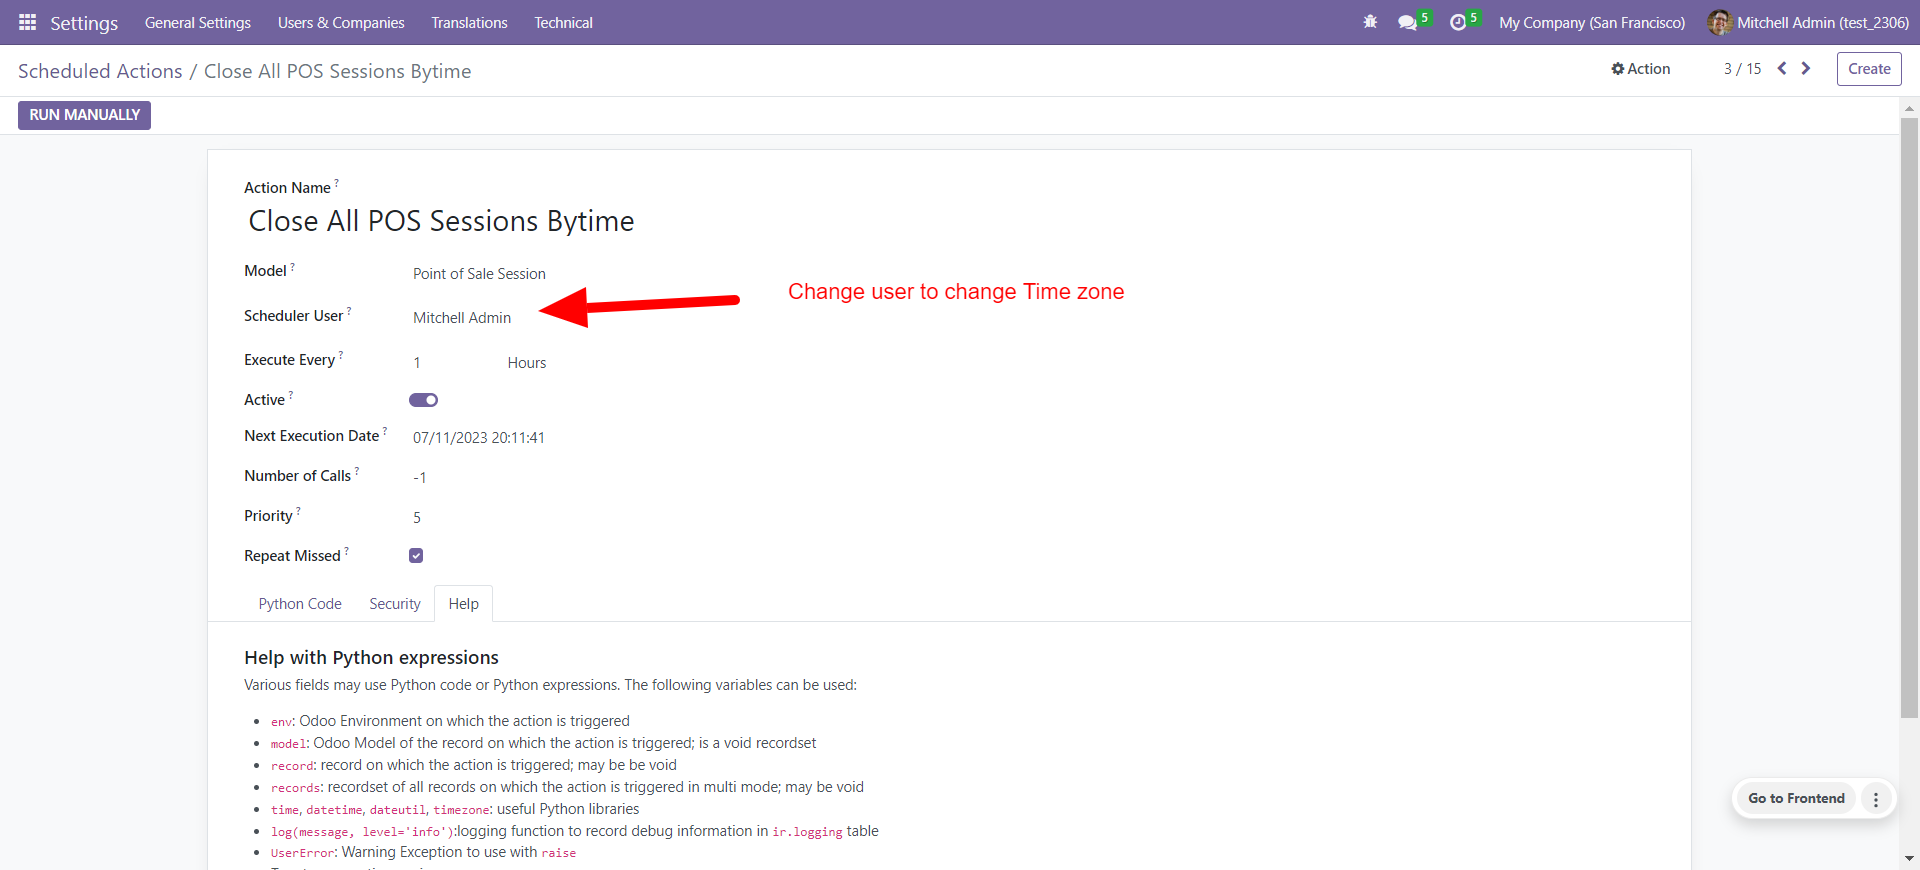 Settings General Settings Users & Companies Translations Technical 5 5 My Company (San Francisco) Mitchell Admin (test_2306)
Scheduled Actions / Close All POS Sessions Bytime Action 3 / 15 Create
RUN MANUALLY
Action Name ?
Close All POS Sessions Bytime
Model ? Point of Sale Session
Change user to change Time zone
Scheduler User ? Mitchell Admin
Execute Every ? 1 Hours
Active ?
Next Execution Date ? 07/11/2023 20:11:41
Number of Calls ? -1
Priority ? 5
Repeat Missed ?
Python Code Security Help
Help with Python expressions
Various fields may use Python code or Python expressions. The following variables can be used:
env: Odoo Environment on which the action is triggered
model: Odoo Model of the record on which the action is triggered; is a void recordset
record: record on which the action is triggered; may be be void
records: recordset of all records on which the action is triggered in multi mode; may be void
time, datetime, dateutil, timezone: useful Python libraries
log(message, level='info'):logging function to record debug information in ir.logging table
UserError: Warning Exception to use with raise
Go to Frontend